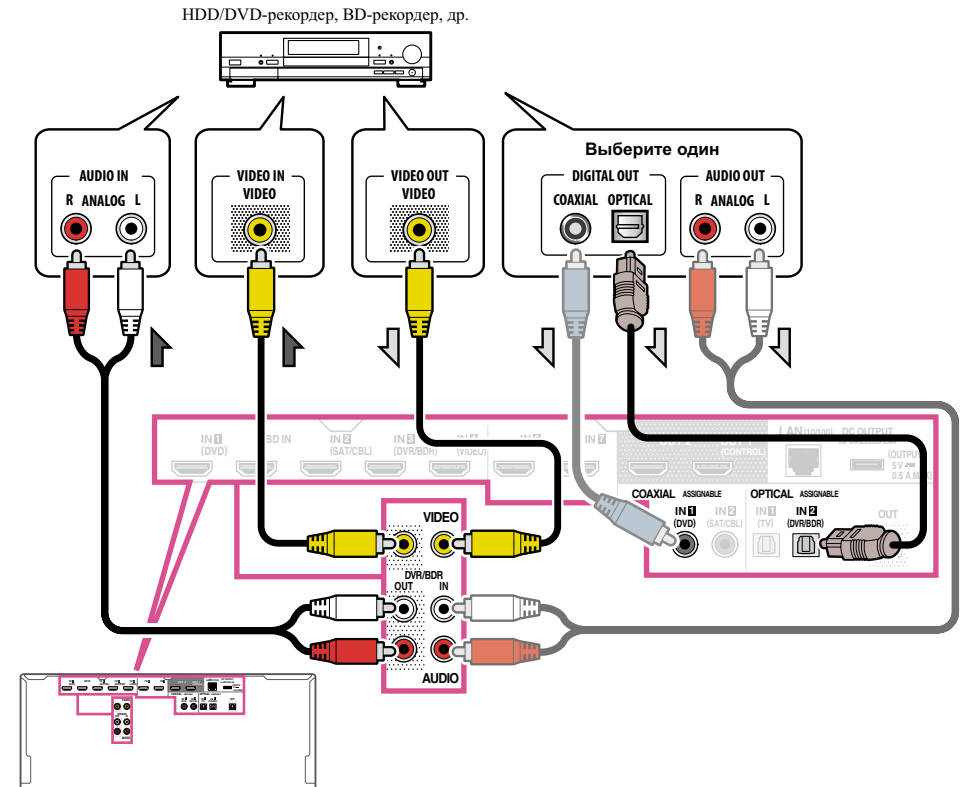 HDD/DVD-рекордер, BD-рекордер, др.
Выберите один
AUDIO IN
R ANALOG L
VIDEO IN
VIDEO
VIDEO OUT
VIDEO
DIGITAL OUT
COAXIAL OPTICAL
AUDIO OUT
R ANALOG L
IN 1
(DVD)
BD IN
IN 2
(SAT/CBL)
IN 3
(DVR/BDR)
(VIDEO)
IN 7
(CONTROL)
LAN (10/100)
DC OUTPUT
(OUTPUT
5 V
0.6 A MAX)
COAXIAL ASSIGNABLE
IN 1
(DVD)
IN 2
(SAT/CBL)
OPTICAL ASSIGNABLE
IN 1
(TV)
IN 2
(DVR/BDR)
OUT
VIDEO
DVR/BDR
OUT IN
AUDIO